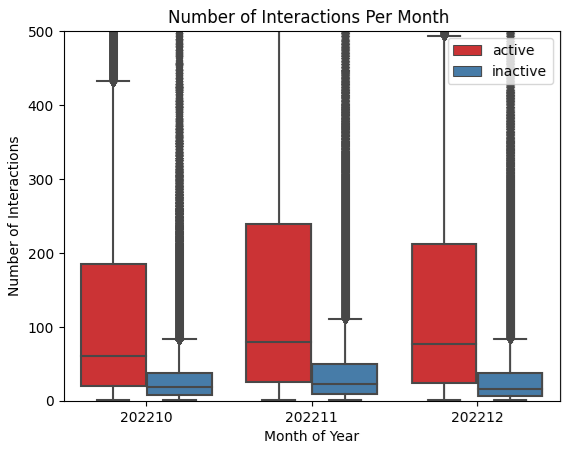 Number of Interactions Per Month
active
inactive
Number of Interactions
500
400
300
200
100
0
202210 202211 202212
Month of Year